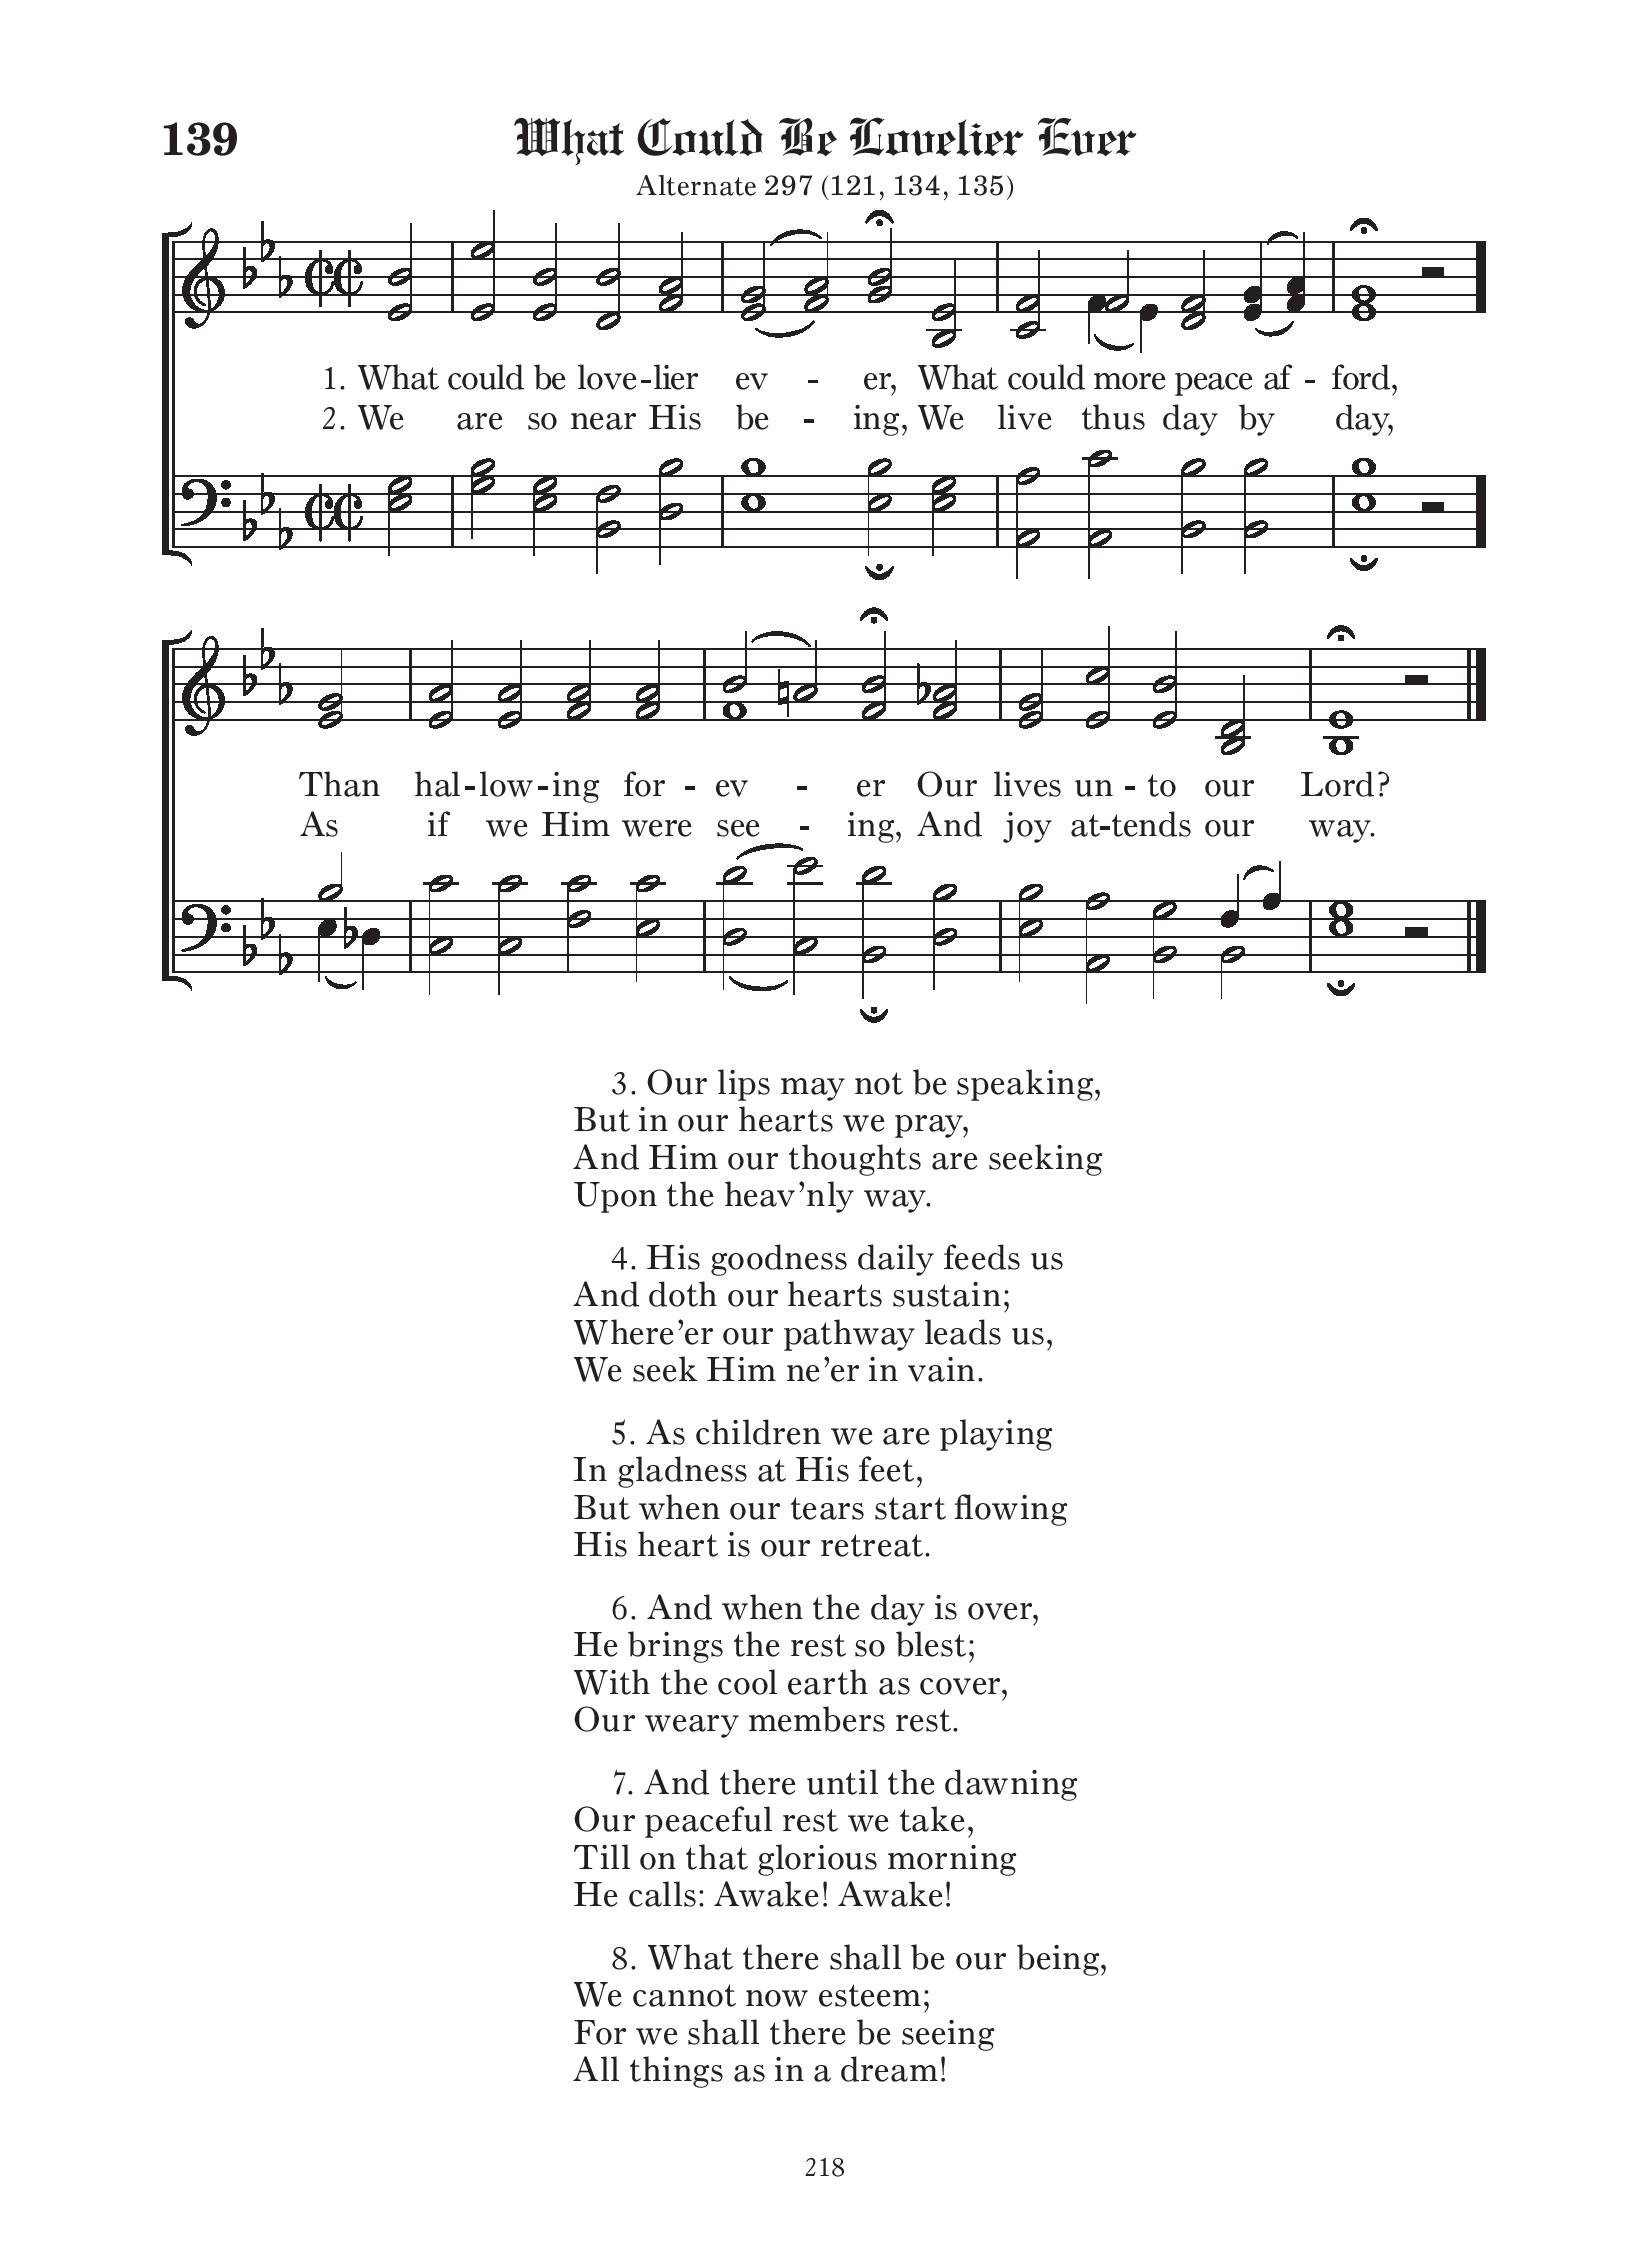 139
What Could Be Lovelier Ever
Alternate 297 (121, 134, 135)
1. What could be love-lier ev - er, What could more peace af - ford,
2. We are so near His be - ing, We live thus day by day,
Than hal-low-ing for - ev - er Our lives un - to our Lord?
As if we Him were see - ing, And joy at-tends our way.
3. Our lips may not be speaking,
But in our hearts we pray,
And Him our thoughts are seeking
Upon the heav’nly way.
4. His goodness daily feeds us
And doth our hearts sustain;
Where’er our pathway leads us,
We seek Him ne’er in vain.
5. As children we are playing
In gladness at His feet,
But when our tears start flowing
His heart is our retreat.
6. And when the day is over,
He brings the rest so blest;
With the cool earth as cover,
Our weary members rest.
7. And there until the dawning
Our peaceful rest we take,
Till on that glorious morning
He calls: Awake! Awake!
8. What there shall be our being,
We cannot now esteem;
For we shall there be seeing
All things as in a dream!
218